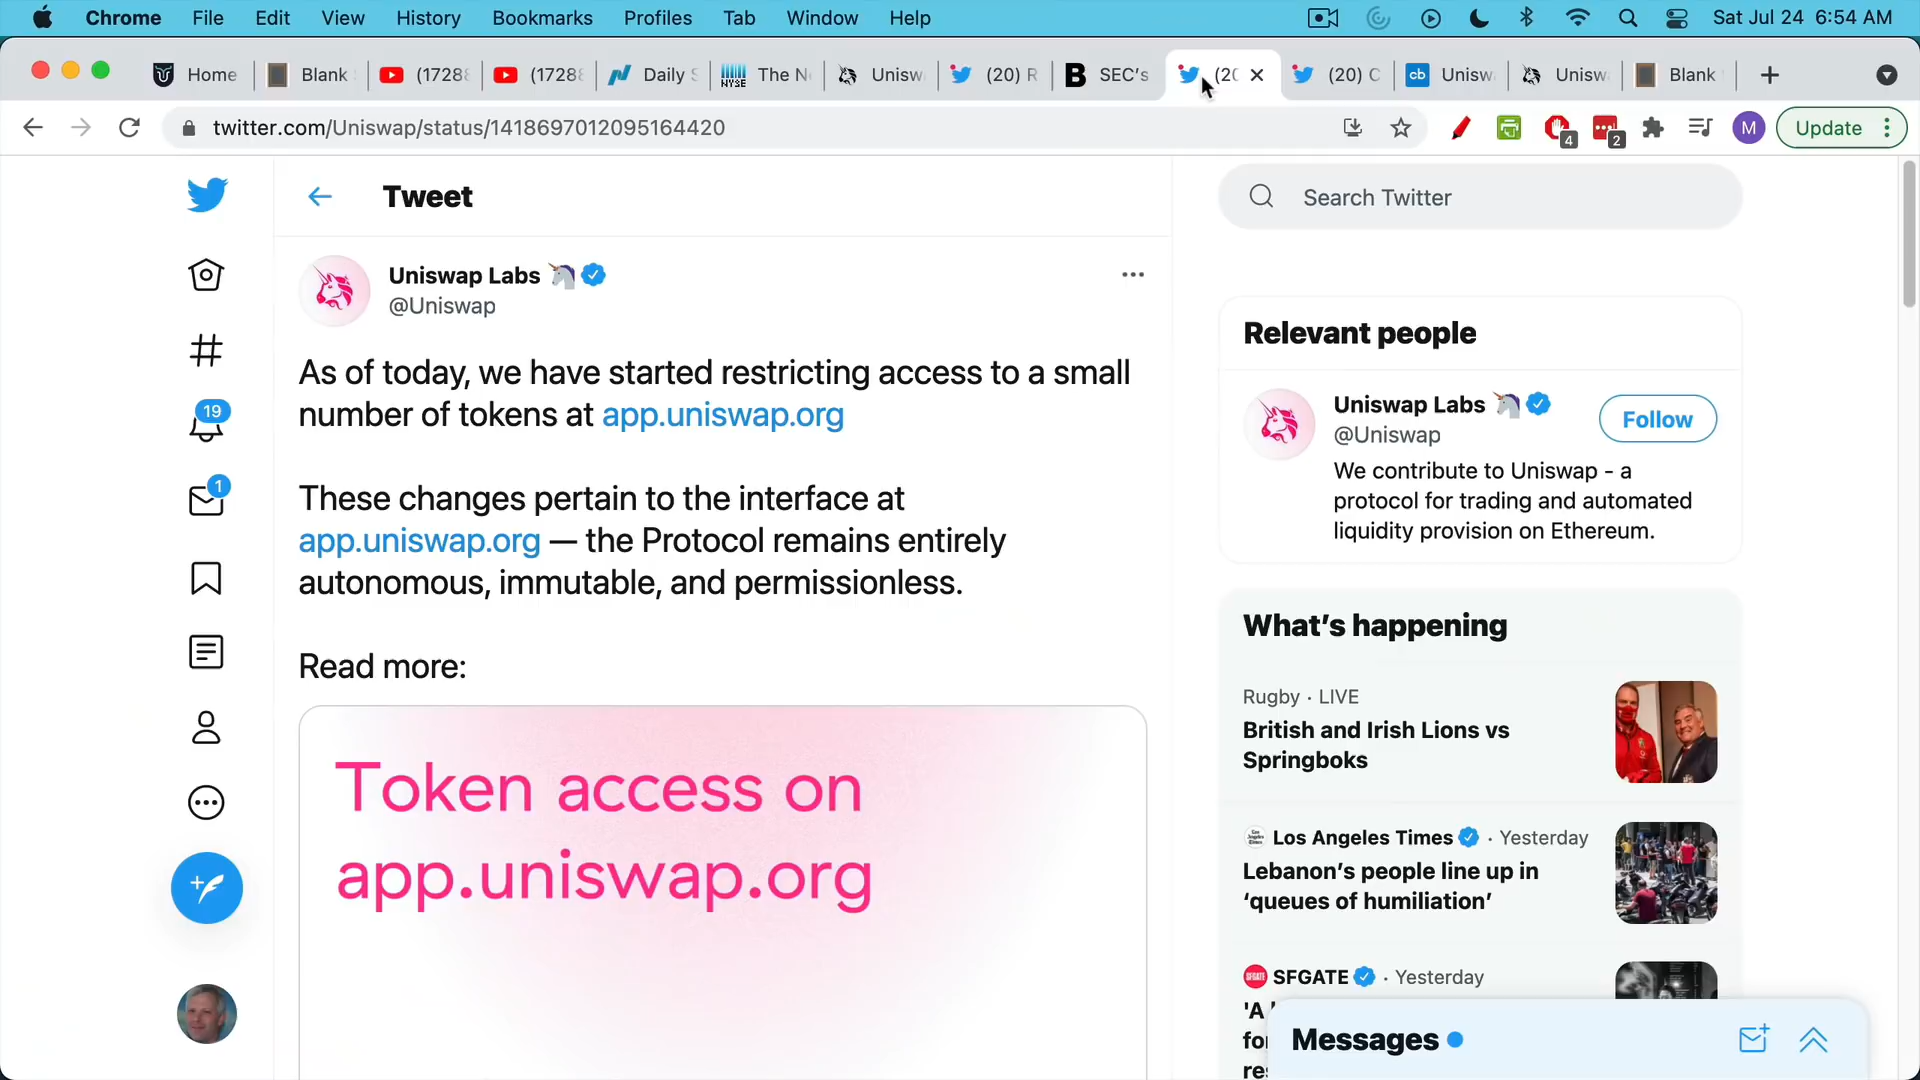 Chrome File Edit View History Bookmarks Profiles Tab Window Help Sat Jul 24 6:54 AM
Home Blank (1728 (1728 Daily The N Unisw (20) R SEC's (20 (20) C Unisw Unisw Blank
twitter.com/Uniswap/status/1418697012095164420 4 2 M Update
Tweet
Search Twitter
Uniswap Labs
@Uniswap
As of today, we have started restricting access to a small
number of tokens at app.uniswap.org
These changes pertain to the interface at
app.uniswap.org — the Protocol remains entirely
autonomous, immutable, and permissionless.
Read more:
Token access on
app.uniswap.org
19
1
Relevant people
Uniswap Labs
@Uniswap
Follow
We contribute to Uniswap - a
protocol for trading and automated
liquidity provision on Ethereum.
What's happening
Rugby · LIVE
British and Irish Lions vs
Springboks
Los Angeles Times · Yesterday
Lebanon's people line up in
'queues of humiliation'
SFGATE · Yesterday
'A
for
res
Messages